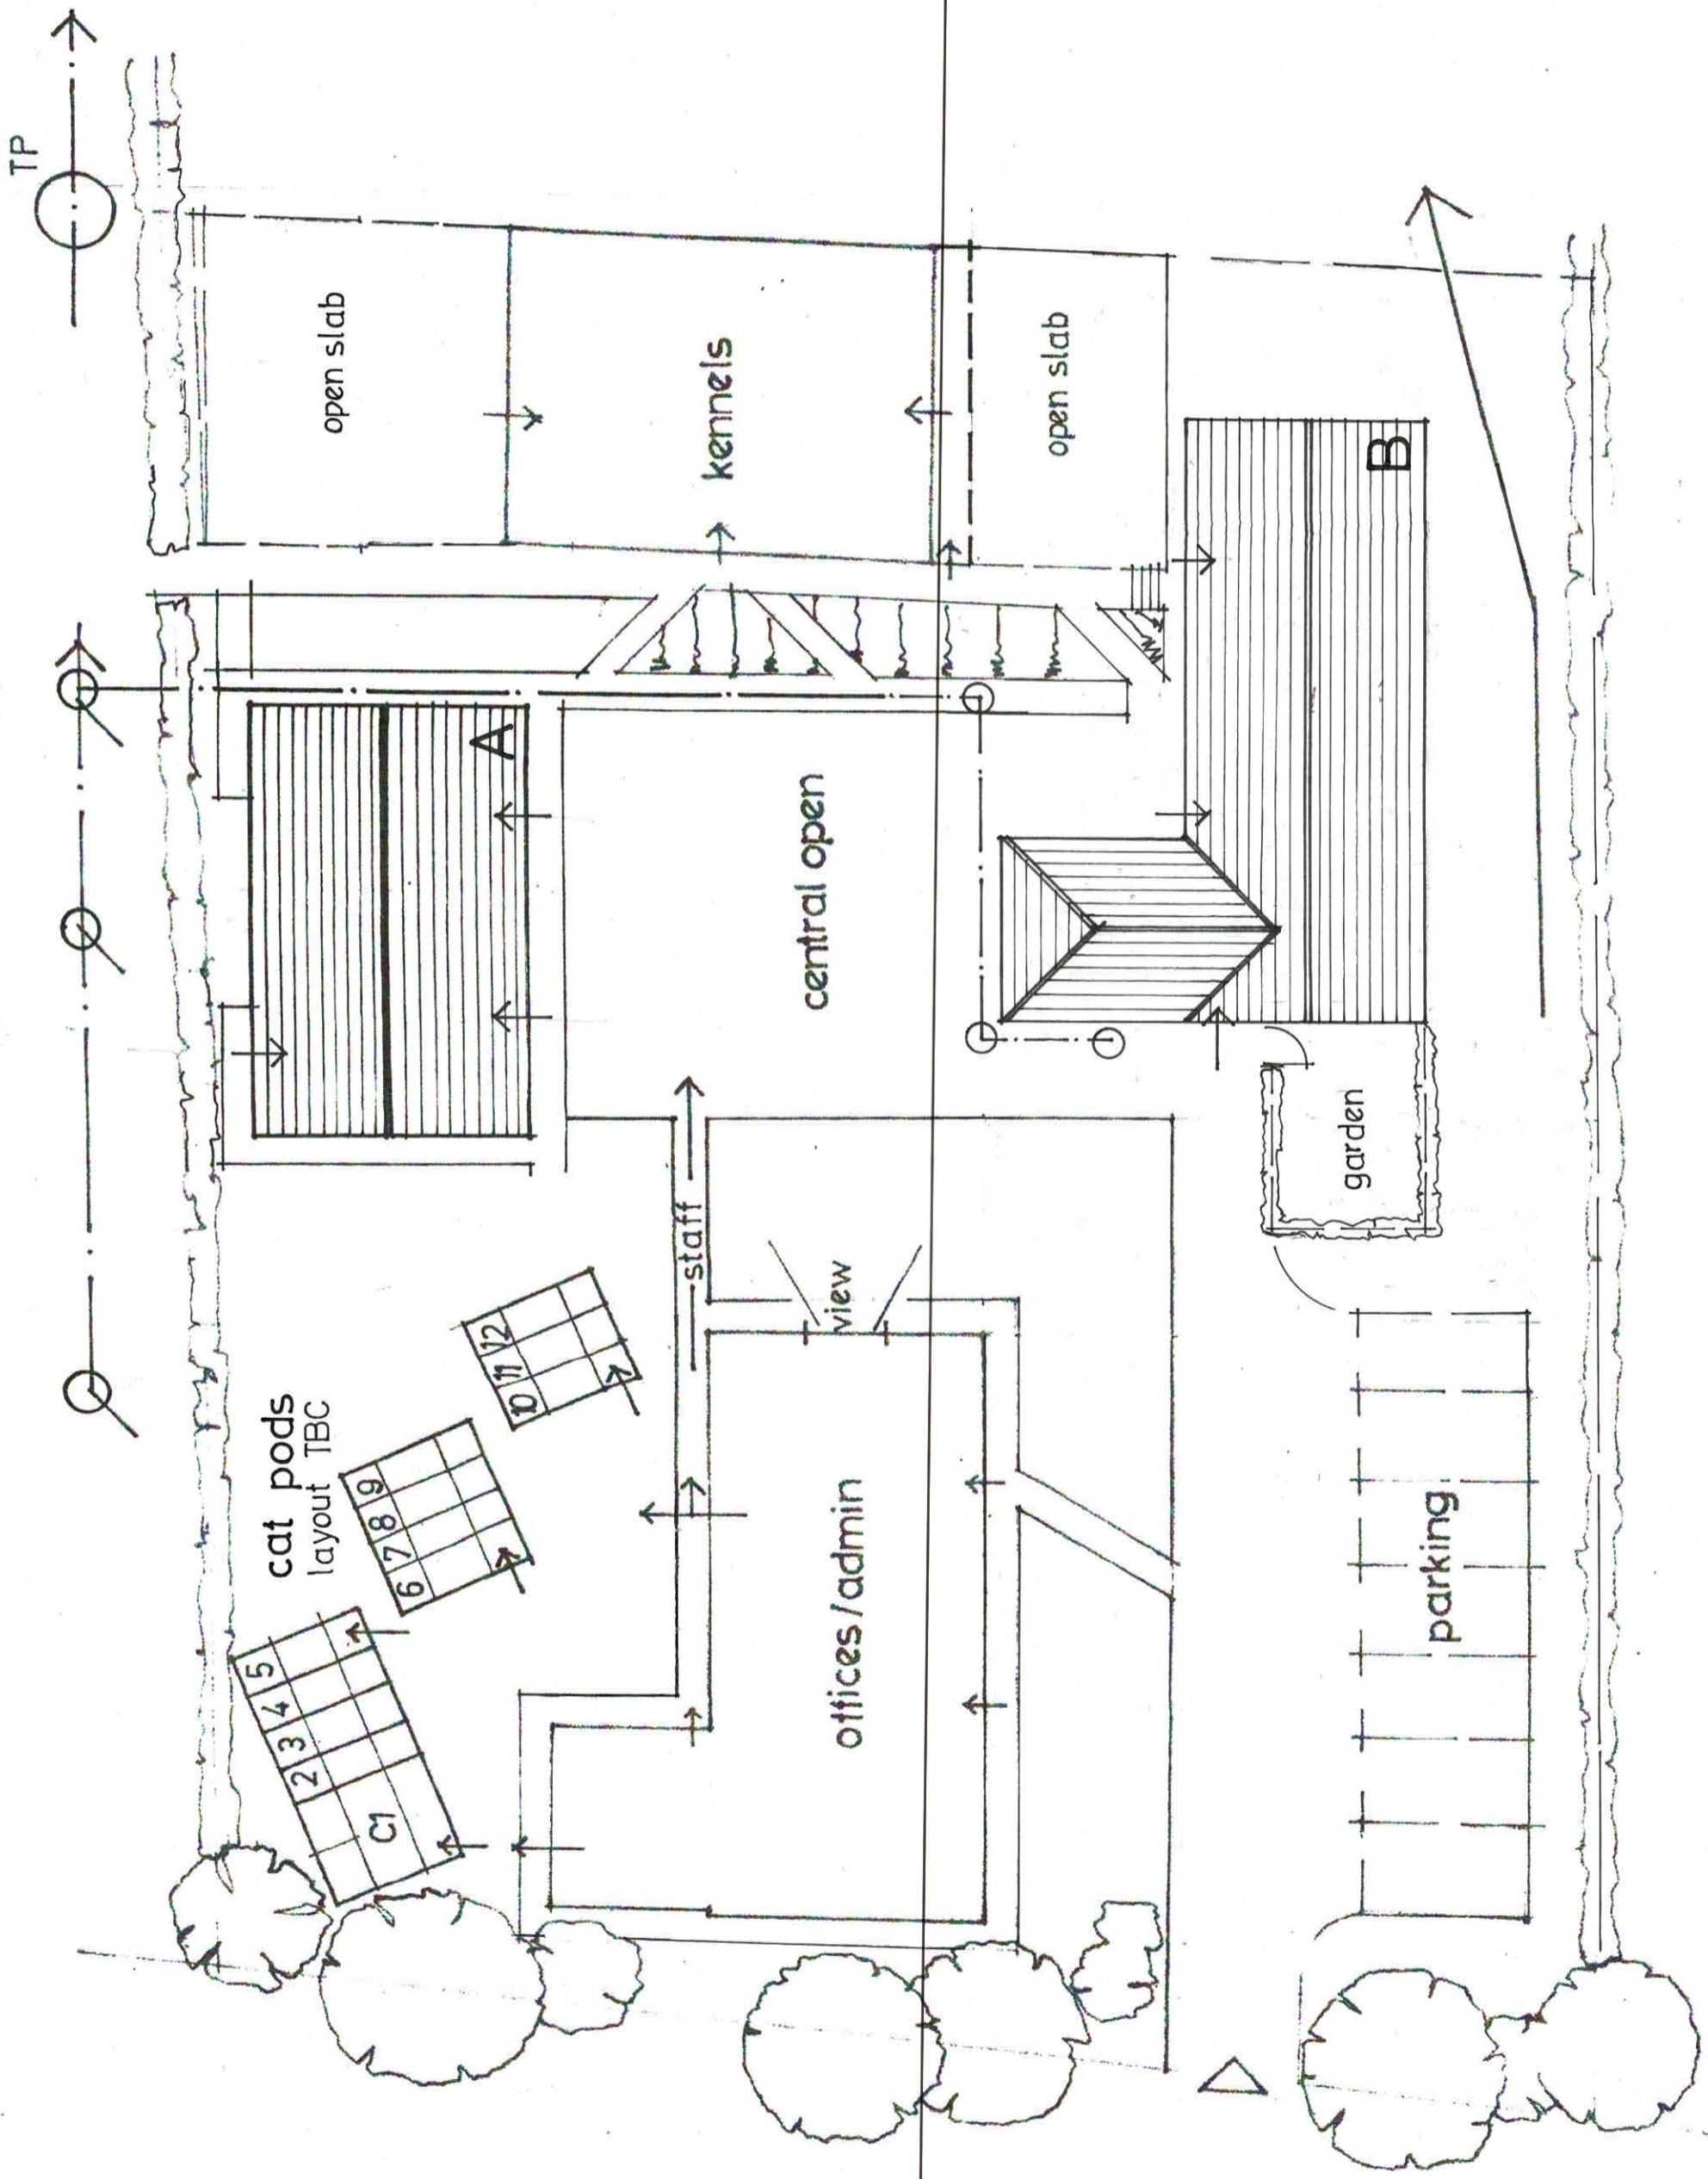 TP
open slab
kennels
open slab
B
A
central open
garden
staff
view
cat pods
layout TBC
10 11 12
6 7 8 9
2 3 4 5
C1
offices/admin
parking